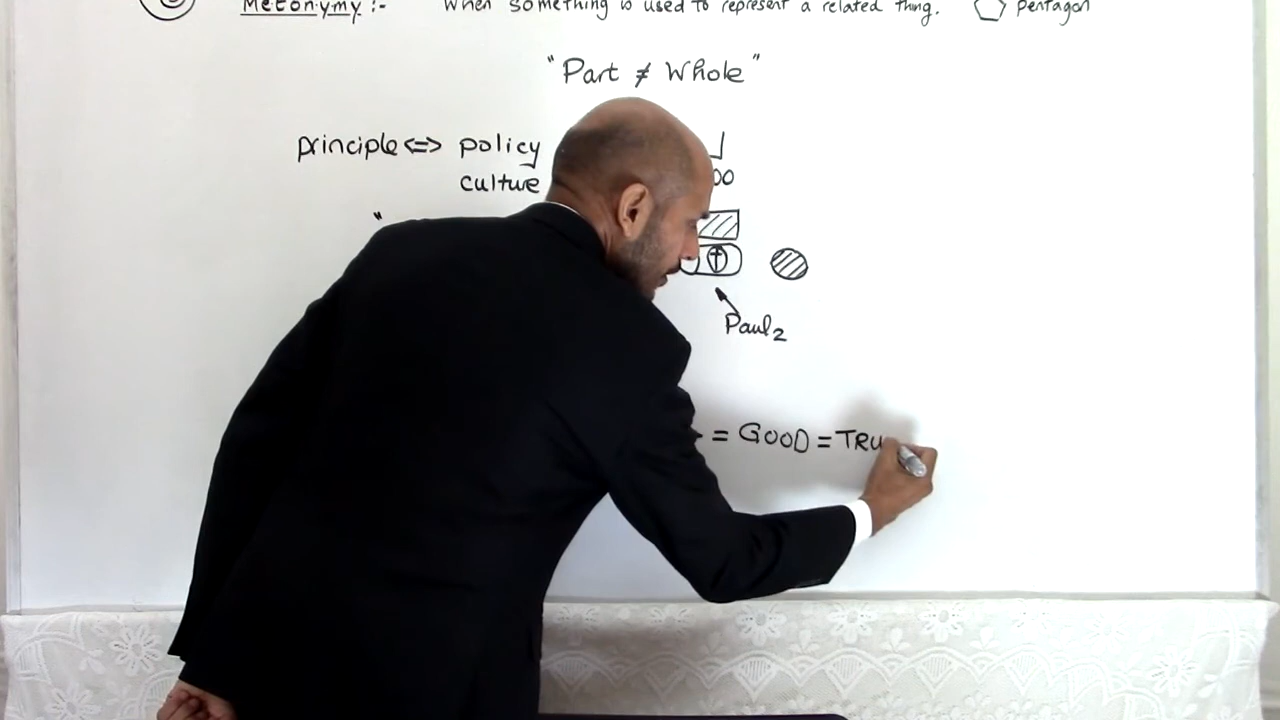 Metonymy :- When something is used to represent a related thing. Pentagon
"Part ≠ Whole"
principle <=> policy
culture
Paul2
= GOOD = TRU